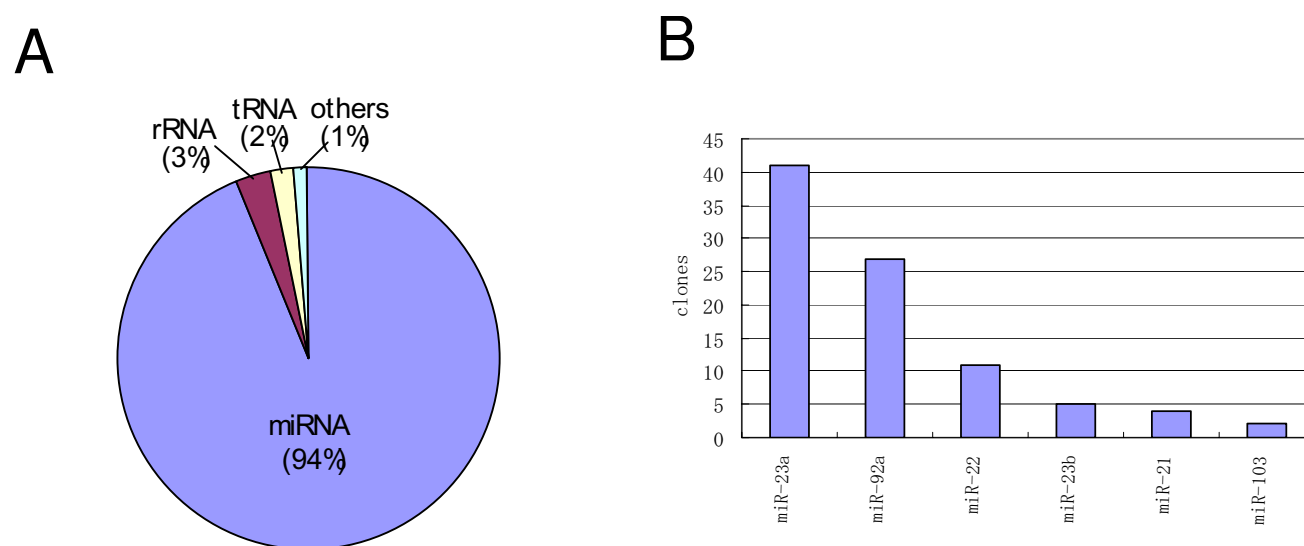 A
rRNA
(3%)
tRNA
(2%)
others
(1%)
miRNA
(94%)
B
clones
45
40
35
30
25
20
15
10
5
0
miR-23a
miR-92a
miR-22
miR-23b
miR-21
miR-103